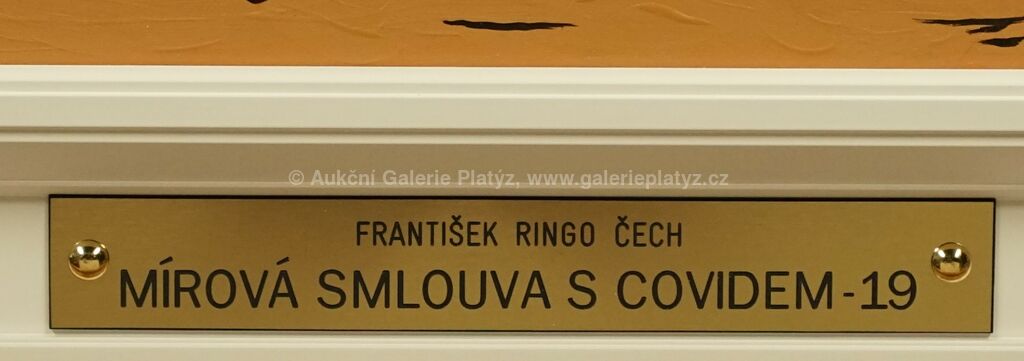 © Aukční Galerie Platýz, www.galerieplatyz.cz
FRANTIŠEK RINGO ČECH
MÍROVÁ SMLOUVA S COVIDEM-19